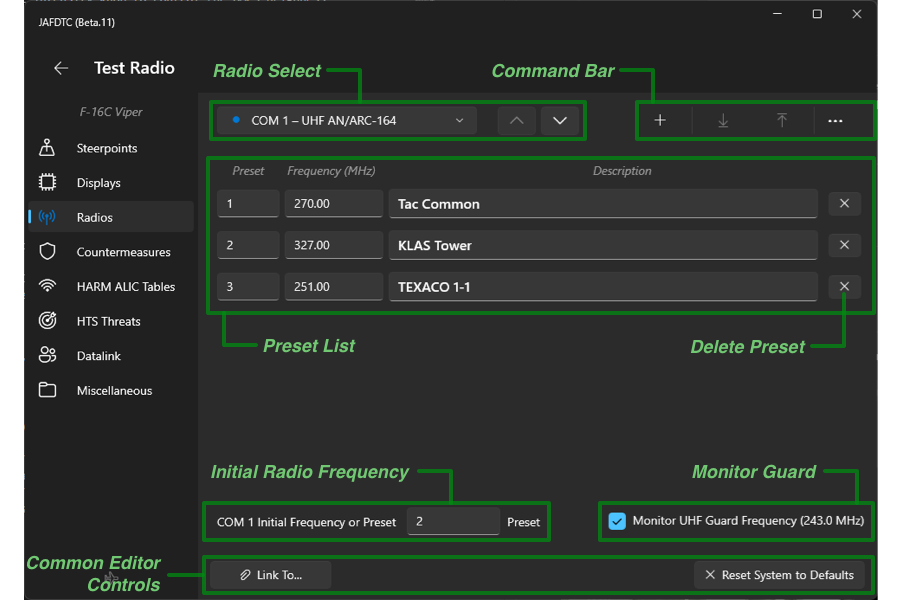 JAFDTC (Beta.11)
Test Radio
Radio Select
Command Bar
F-16C Viper
COM 1 – UHF AN/ARC-164
Steerpoints
Displays
Radios
Countermeasures
HARM ALIC Tables
HTS Threats
Datalink
Miscellaneous
Preset Frequency (MHz) Description
1 270.00 Tac Common
2 327.00 KLAS Tower
3 251.00 TEXACO 1-1
Preset List
Delete Preset
Initial Radio Frequency
Monitor Guard
COM 1 Initial Frequency or Preset 2 Preset
Monitor UHF Guard Frequency (243.0 MHz)
Common Editor
Controls
Link To...
Reset System to Defaults